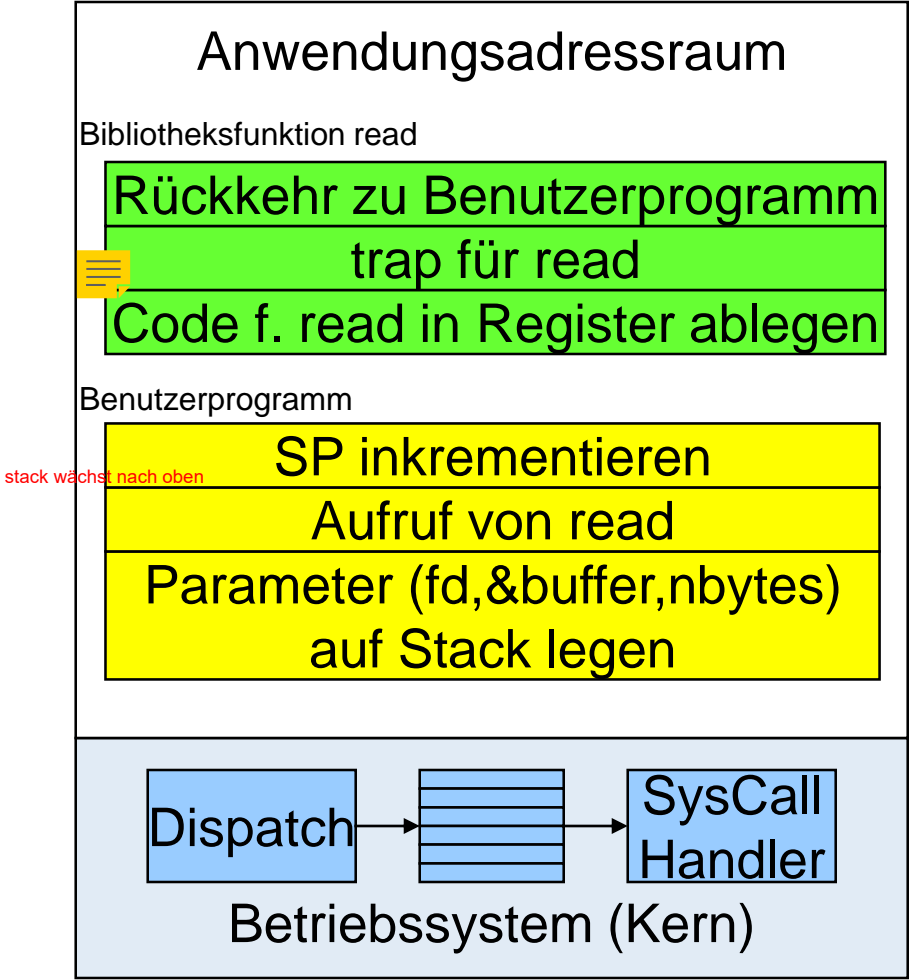 Anwendungsadressraum
Bibliotheksfunktion read
Rückkehr zu Benutzerprogramm
trap für read
Code f. read in Register ablegen
Benutzerprogramm
SP inkrementieren
stack wächst nach oben
Aufruf von read
Parameter (fd,&buffer,nbytes)
auf Stack legen
Dispatch
SysCall
Handler
Betriebssystem (Kern)